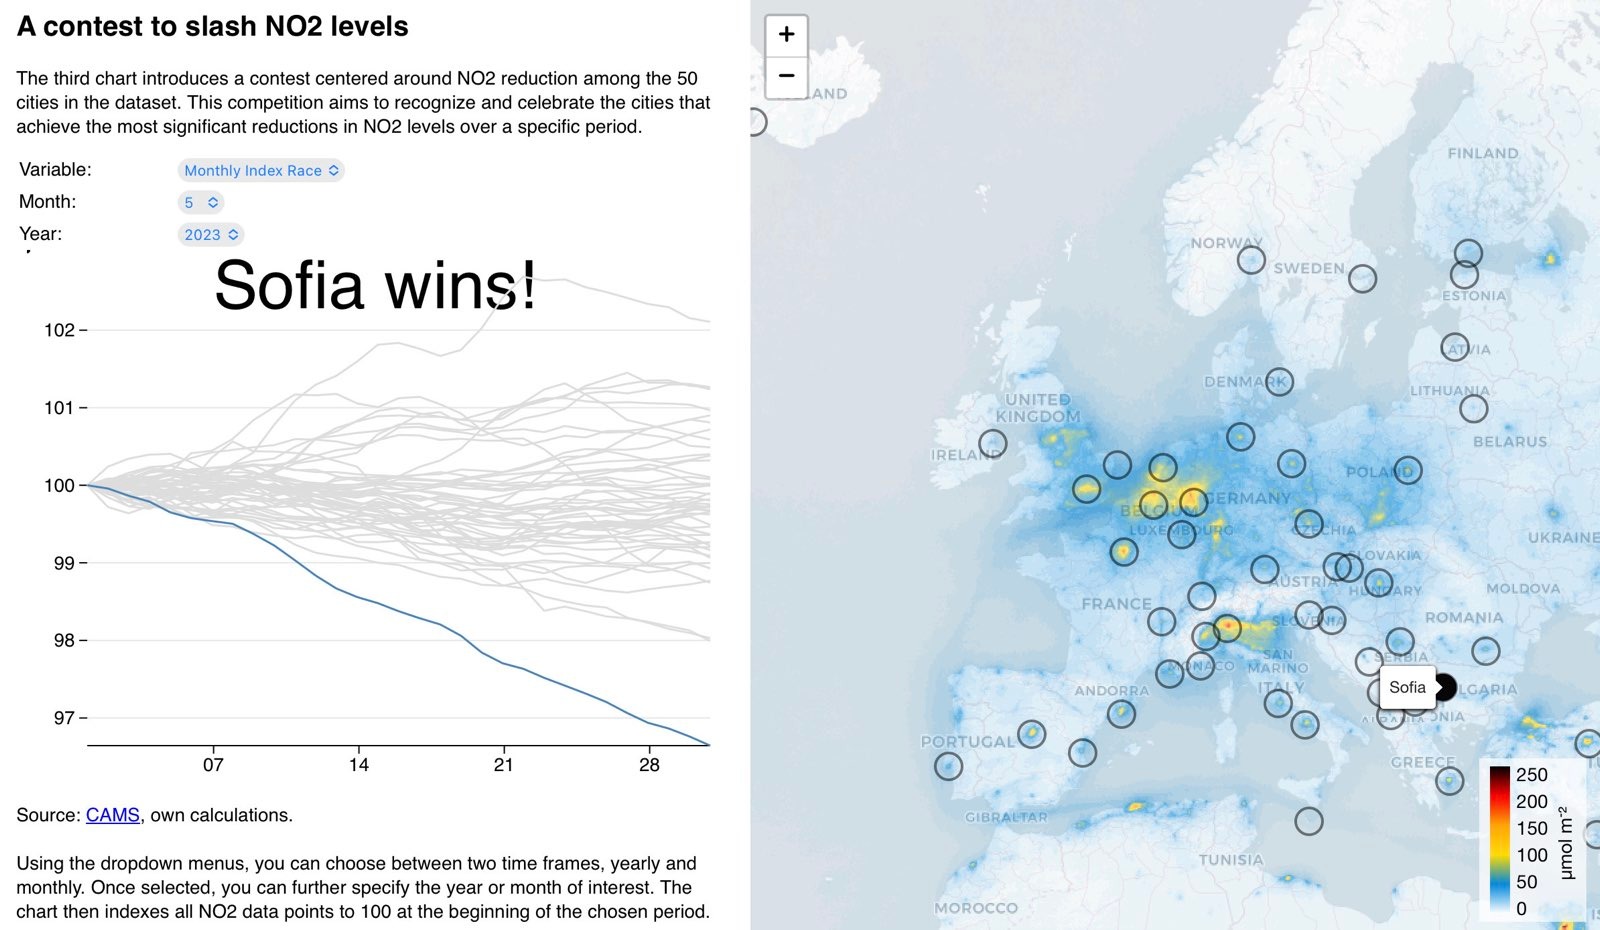 A contest to slash NO2 levels
The third chart introduces a contest centered around NO2 reduction among the 50
cities in the dataset. This competition aims to recognize and celebrate the cities that
achieve the most significant reductions in NO2 levels over a specific period.
Variable: Monthly Index Race
Month: 5
Year: 2023
Sofia wins!
102
101
100
99
98
97
07 14 21 28
Source: CAMS, own calculations.
Using the dropdown menus, you can choose between two time frames, yearly and
monthly. Once selected, you can further specify the year or month of interest. The
chart then indexes all NO2 data points to 100 at the beginning of the chosen period.
+
−
FINLAND
NORWAY
SWEDEN
ESTONIA
LATVIA
DENMARK
LITHUANIA
UNITED
KINGDOM
BELARUS
IRELAND
POLAND
GERMANY
BELGIUM
LUXEMBOURG
CZECHIA
UKRAINE
SLOVAKIA
AUSTRIA
HUNGARY
MOLDOVA
FRANCE
SLOVENIA
ROMANIA
SAN
MARINO
MONACO
SERBIA
ITALY
ANDORRA
Sofia
LGARIA
ALBANIA
ONIA
PORTUGAL
GREECE
GIBRALTAR
TUNISIA
MOROCCO
250
200
150
100
50
0
µmol m⁻²